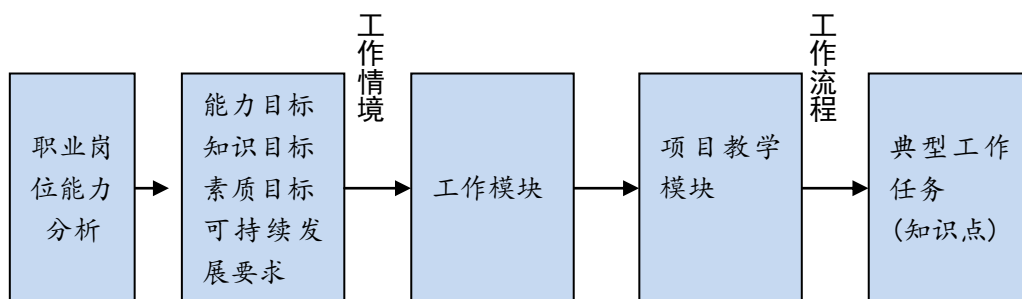 职业岗
位能力
分析
能力目标
知识目标
素质目标
可持续发
展要求
工作情境
工作模块
项目教学
模块
工作流程
典型工作
任务
(知识点)